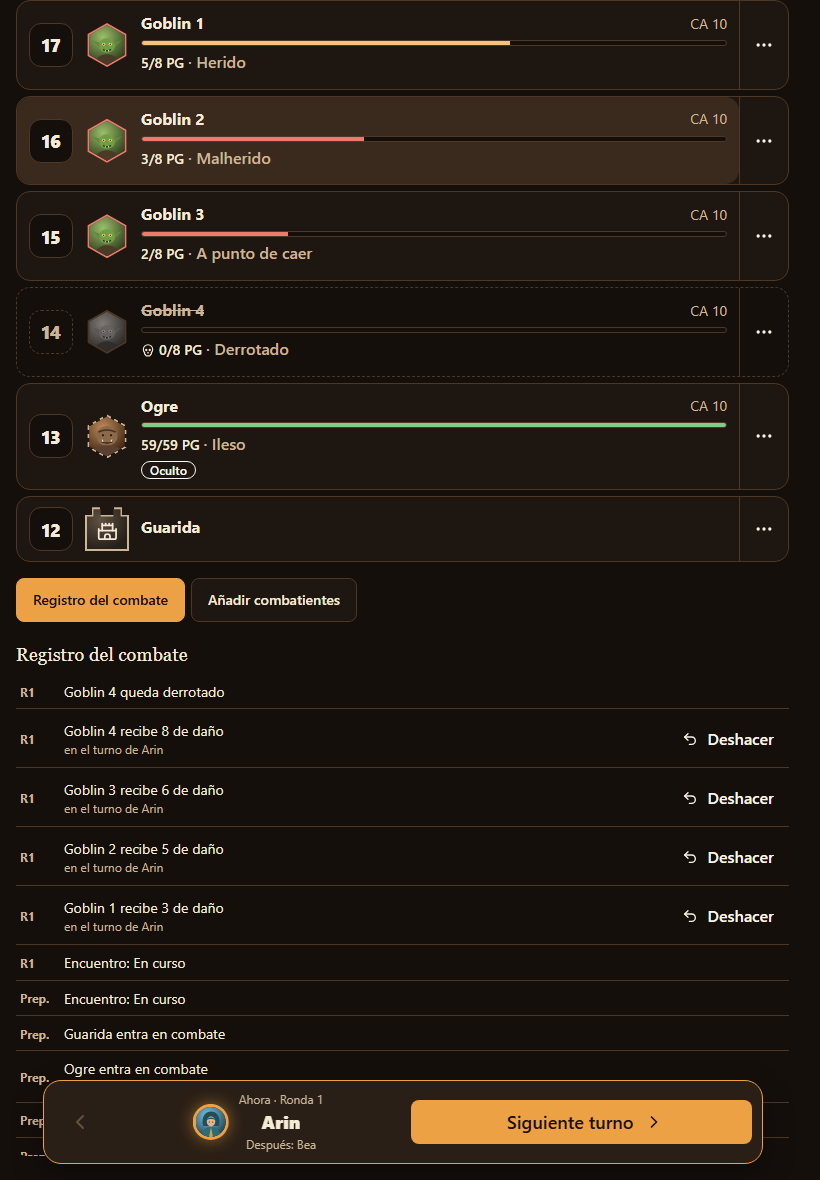 17
Goblin 1
CA 10
5/8 PG · Herido
16
Goblin 2
CA 10
3/8 PG · Malherido
15
Goblin 3
CA 10
2/8 PG · A punto de caer
14
Goblin 4
CA 10
0/8 PG · Derrotado
13
Ogre
CA 10
59/59 PG · Ileso
Oculto
12
Guarida
Registro del combate
Añadir combatientes
Registro del combate
R1 Goblin 4 queda derrotado
R1 Goblin 4 recibe 8 de daño
en el turno de Arin
Deshacer
R1 Goblin 3 recibe 6 de daño
en el turno de Arin
Deshacer
R1 Goblin 2 recibe 5 de daño
en el turno de Arin
Deshacer
R1 Goblin 1 recibe 3 de daño
en el turno de Arin
Deshacer
R1 Encuentro: En curso
Prep. Encuentro: En curso
Prep. Guarida entra en combate
Prep. Ogre entra en combate
Ahora · Ronda 1
Arin
Después: Bea
Siguiente turno